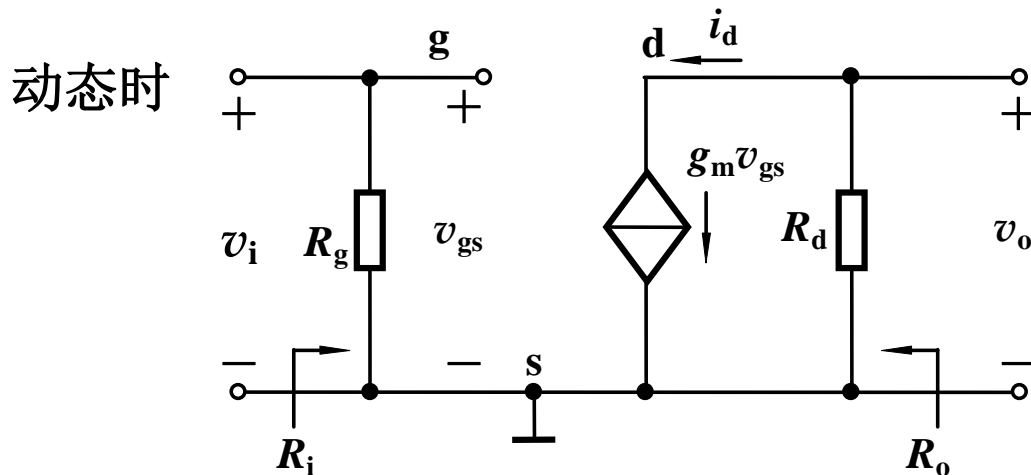 动态时
g
d
i_d
+
+
+
v_i
R_g
v_gs
g_m v_gs
R_d
v_o
−
−
−
s
R_i
R_o